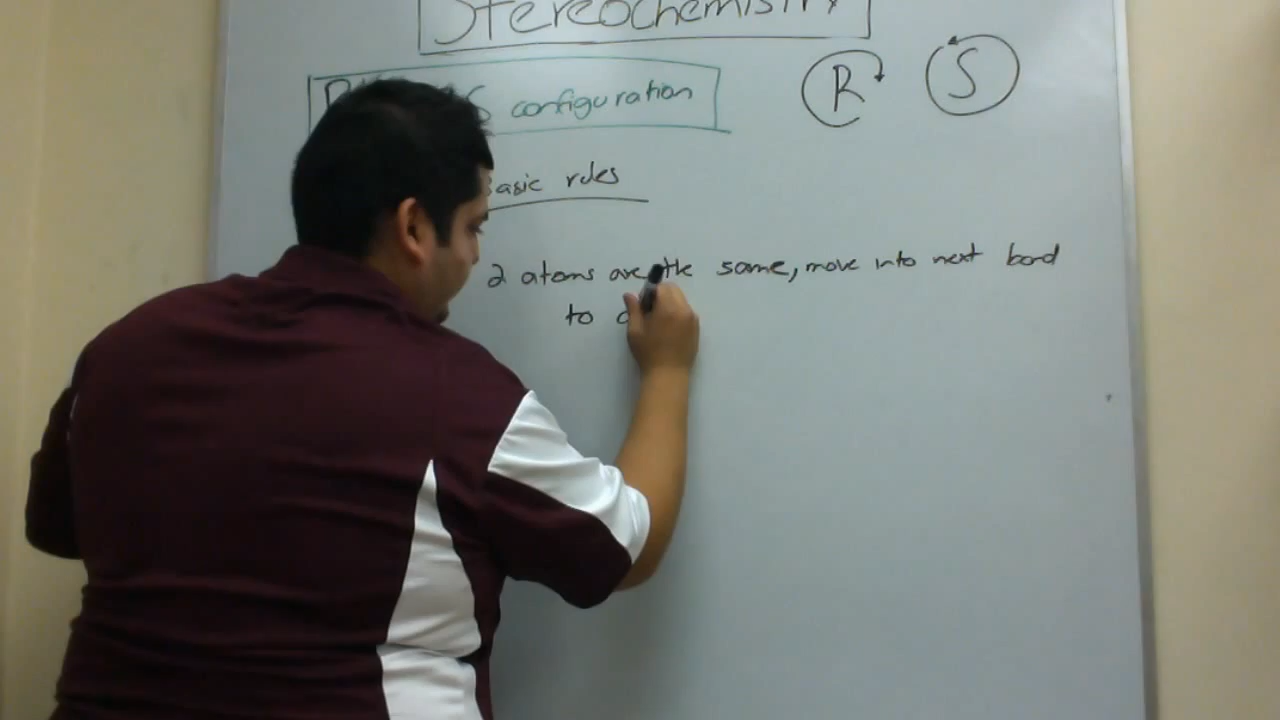 Stereochemistry
R S
configuration
asic rules
2 atoms are the same, move into next bond
to